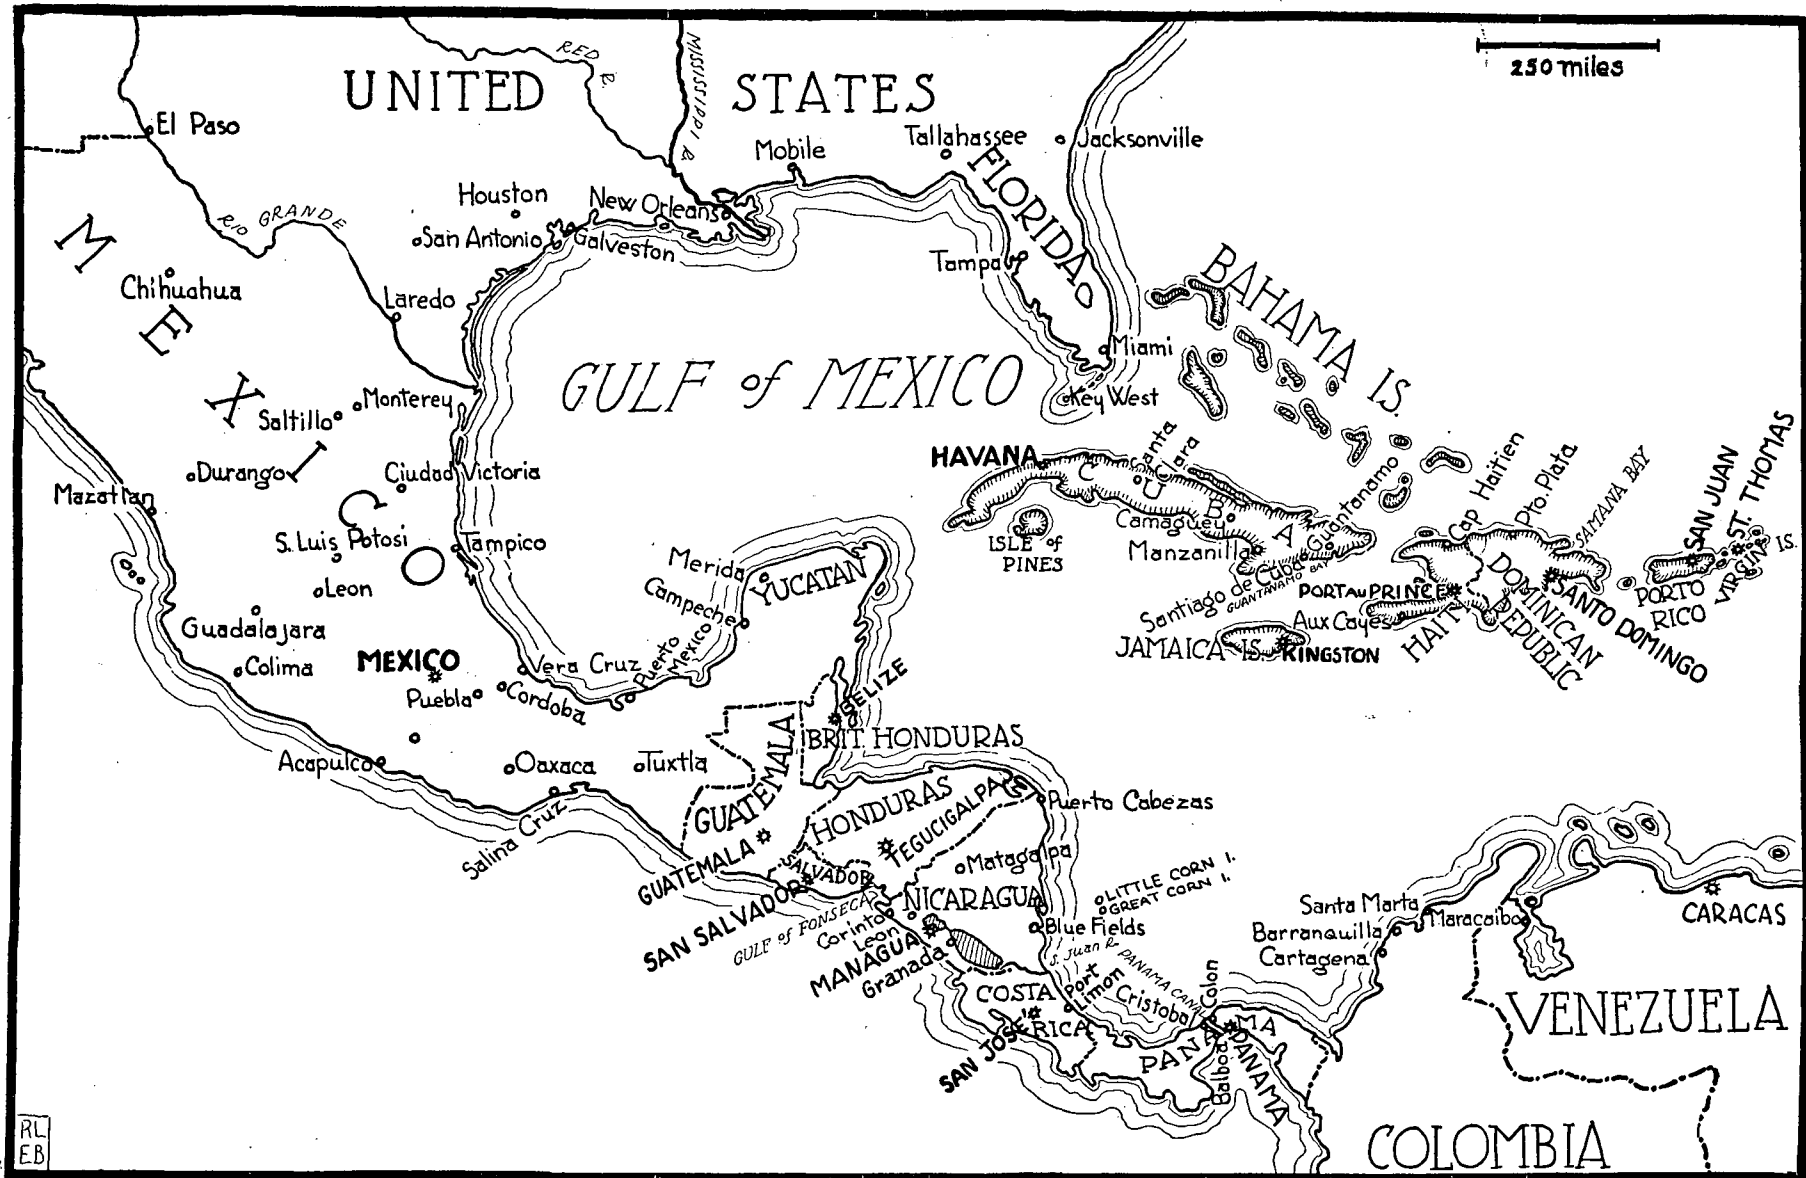 250 miles
UNITED STATES
RED R.
MISSISSIPPI R.
El Paso
RIO GRANDE
Houston
San Antonio
New Orleans
Galveston
Mobile
Tallahassee
Jacksonville
FLORIDA
Tampa
Miami
Key West
BAHAMA IS.
MEXICO
Chihuahua
Laredo
Monterey
Saltillo
Durango
Ciudad Victoria
Mazatlan
S. Luis Potosi
Tampico
Leon
Guadalajara
Colima
MEXICO
Puebla
Vera Cruz
Cordoba
Puerto
Mexico
Acapulco
Oaxaca
Tuxtla
Salina Cruz
GULF of MEXICO
Merida
Campeche
YUCATAN
HAVANA
CUBA
Santa
Clara
Camaguey
Manzanilla
Guantanamo
Santiago de Cuba
GUANTANAMO BAY
ISLE of
PINES
JAMAICA IS.
KINGSTON
Cap Haitien
Pto. Plata
SAMANA BAY
PORT au PRINCE
Aux Cayes
HAITI
DOMINICAN
REPUBLIC
SANTO DOMINGO
SAN JUAN
ST. THOMAS
PORTO
RICO
VIRGIN IS.
BELIZE
BRIT. HONDURAS
GUATEMALA
GUATEMALA
HONDURAS
TEGUCIGALPA
Puerto Cabezas
SALVADOR
SAN SALVADOR
GULF of FONSECA
Matagalpa
NICARAGUA
LITTLE CORN I.
GREAT CORN I.
Corinto
Leon
MANAGUA
Granada
Blue Fields
S. Juan R.
COSTA
RICA
SAN JOSE'
Port
Limon
PANAMA CANAL
Cristobal
Colon
PANAMA
Balboa
PANAMA
Santa Marta
Barranquilla
Cartagena
Maracaibo
CARACAS
VENEZUELA
COLOMBIA
RL
EB